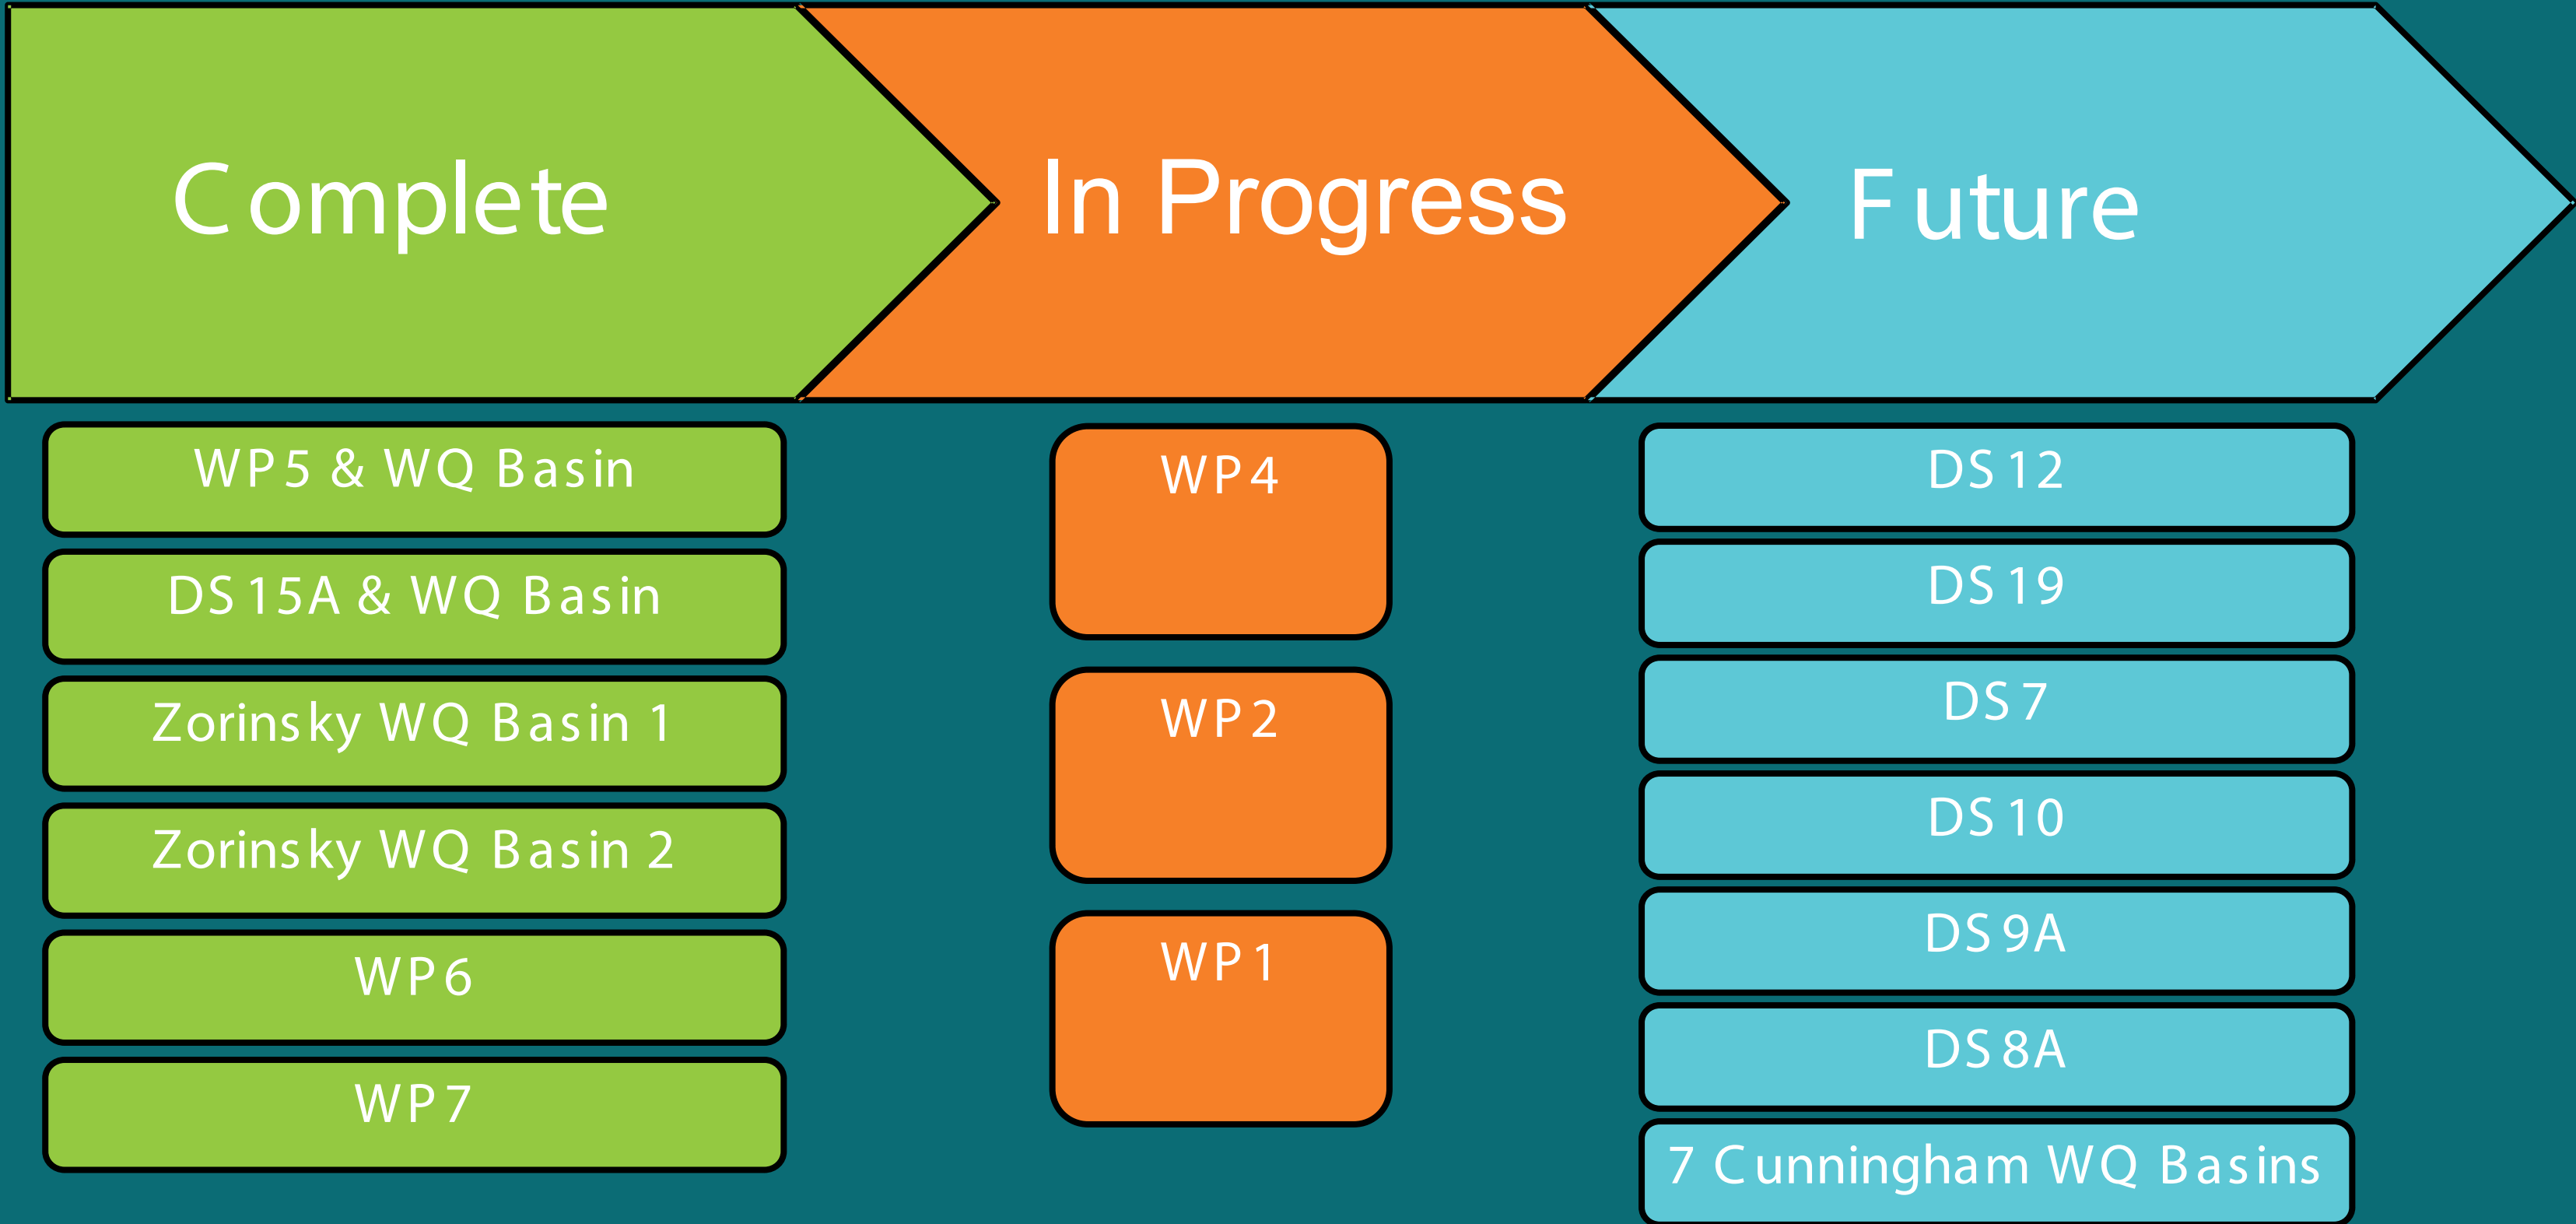 Complete
In Progress
Future
WP5 & WQ Basin
DS15A & WQ Basin
Zorinsky WQ Basin 1
Zorinsky WQ Basin 2
WP6
WP7
WP4
WP2
WP1
DS12
DS19
DS7
DS10
DS9A
DS8A
7 Cunningham WQ Basins